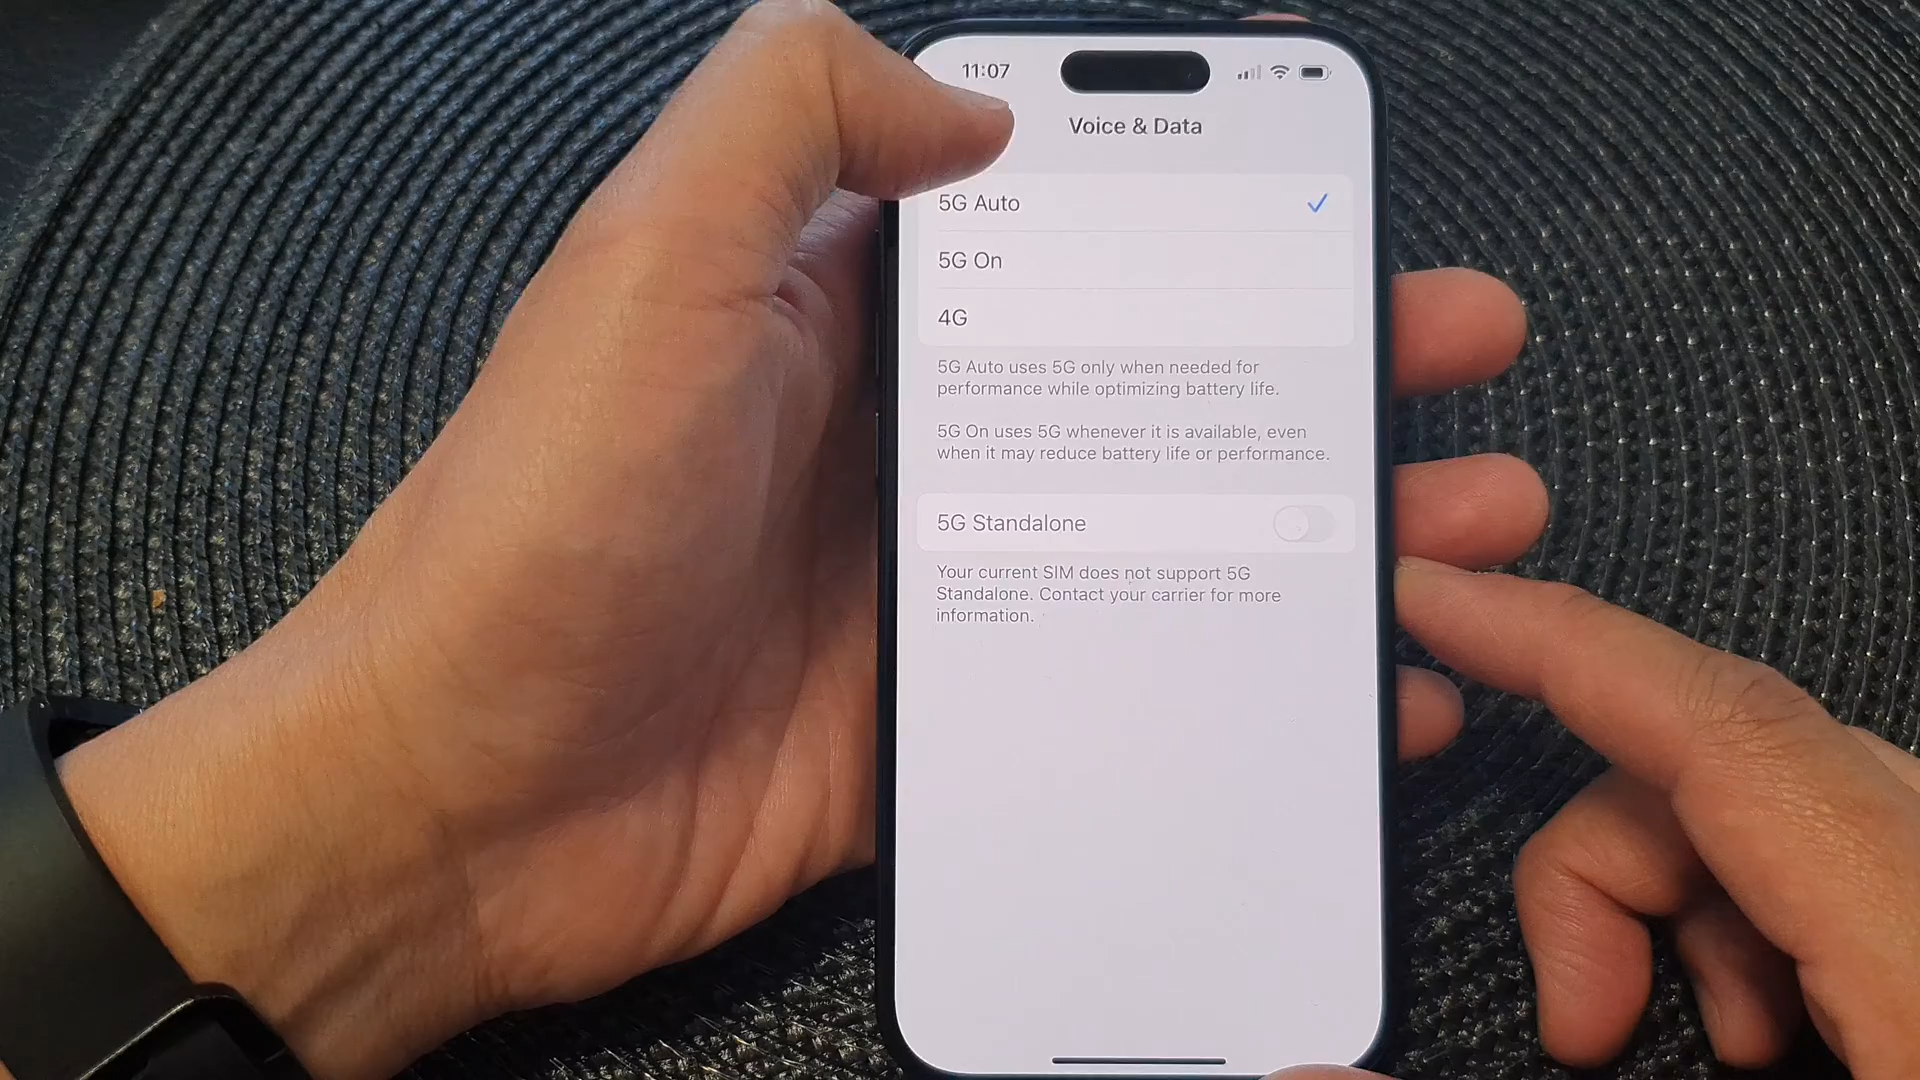 11:07
Voice & Data
5G Auto
5G On
4G
5G Auto uses 5G only when needed for
performance while optimizing battery life.
5G On uses 5G whenever it is available, even
when it may reduce battery life or performance.
5G Standalone
Your current SIM does not support 5G
Standalone. Contact your carrier for more
information.